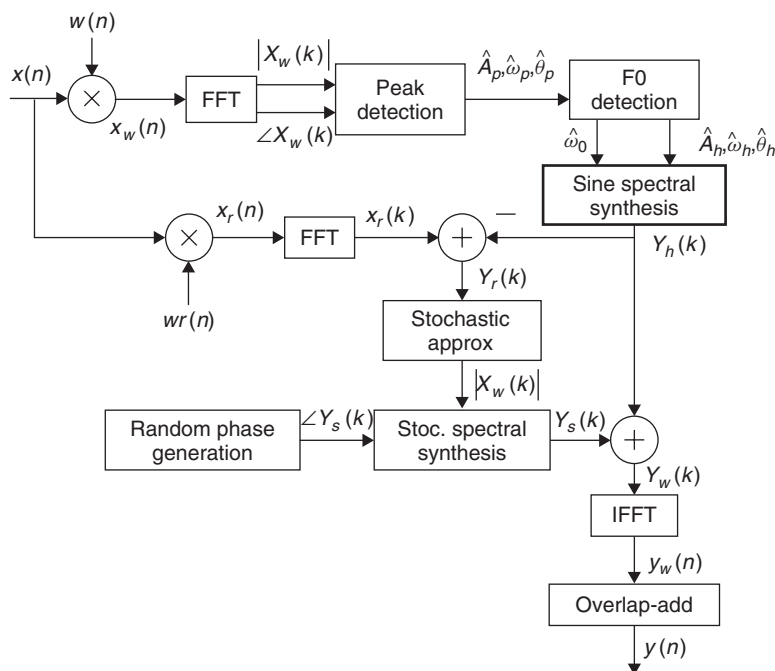 w(n)
|X_w(k)|
x(n)
×
x_w(n)
FFT
∠X_w(k)
Peak
detection
Â_p,ω̂_p,θ̂_p
F0
detection
ω̂_0
Â_h,ω̂_h,θ̂_h
Sine spectral
synthesis
×
x_r(n)
FFT
x_r(k)
+
−
Y_h(k)
wr(n)
Y_r(k)
Stochastic
approx
|X_w(k)|
Random phase
generation
∠Y_s(k)
Stoc. spectral
synthesis
Y_s(k)
+
Y_w(k)
IFFT
y_w(n)
Overlap-add
y(n)